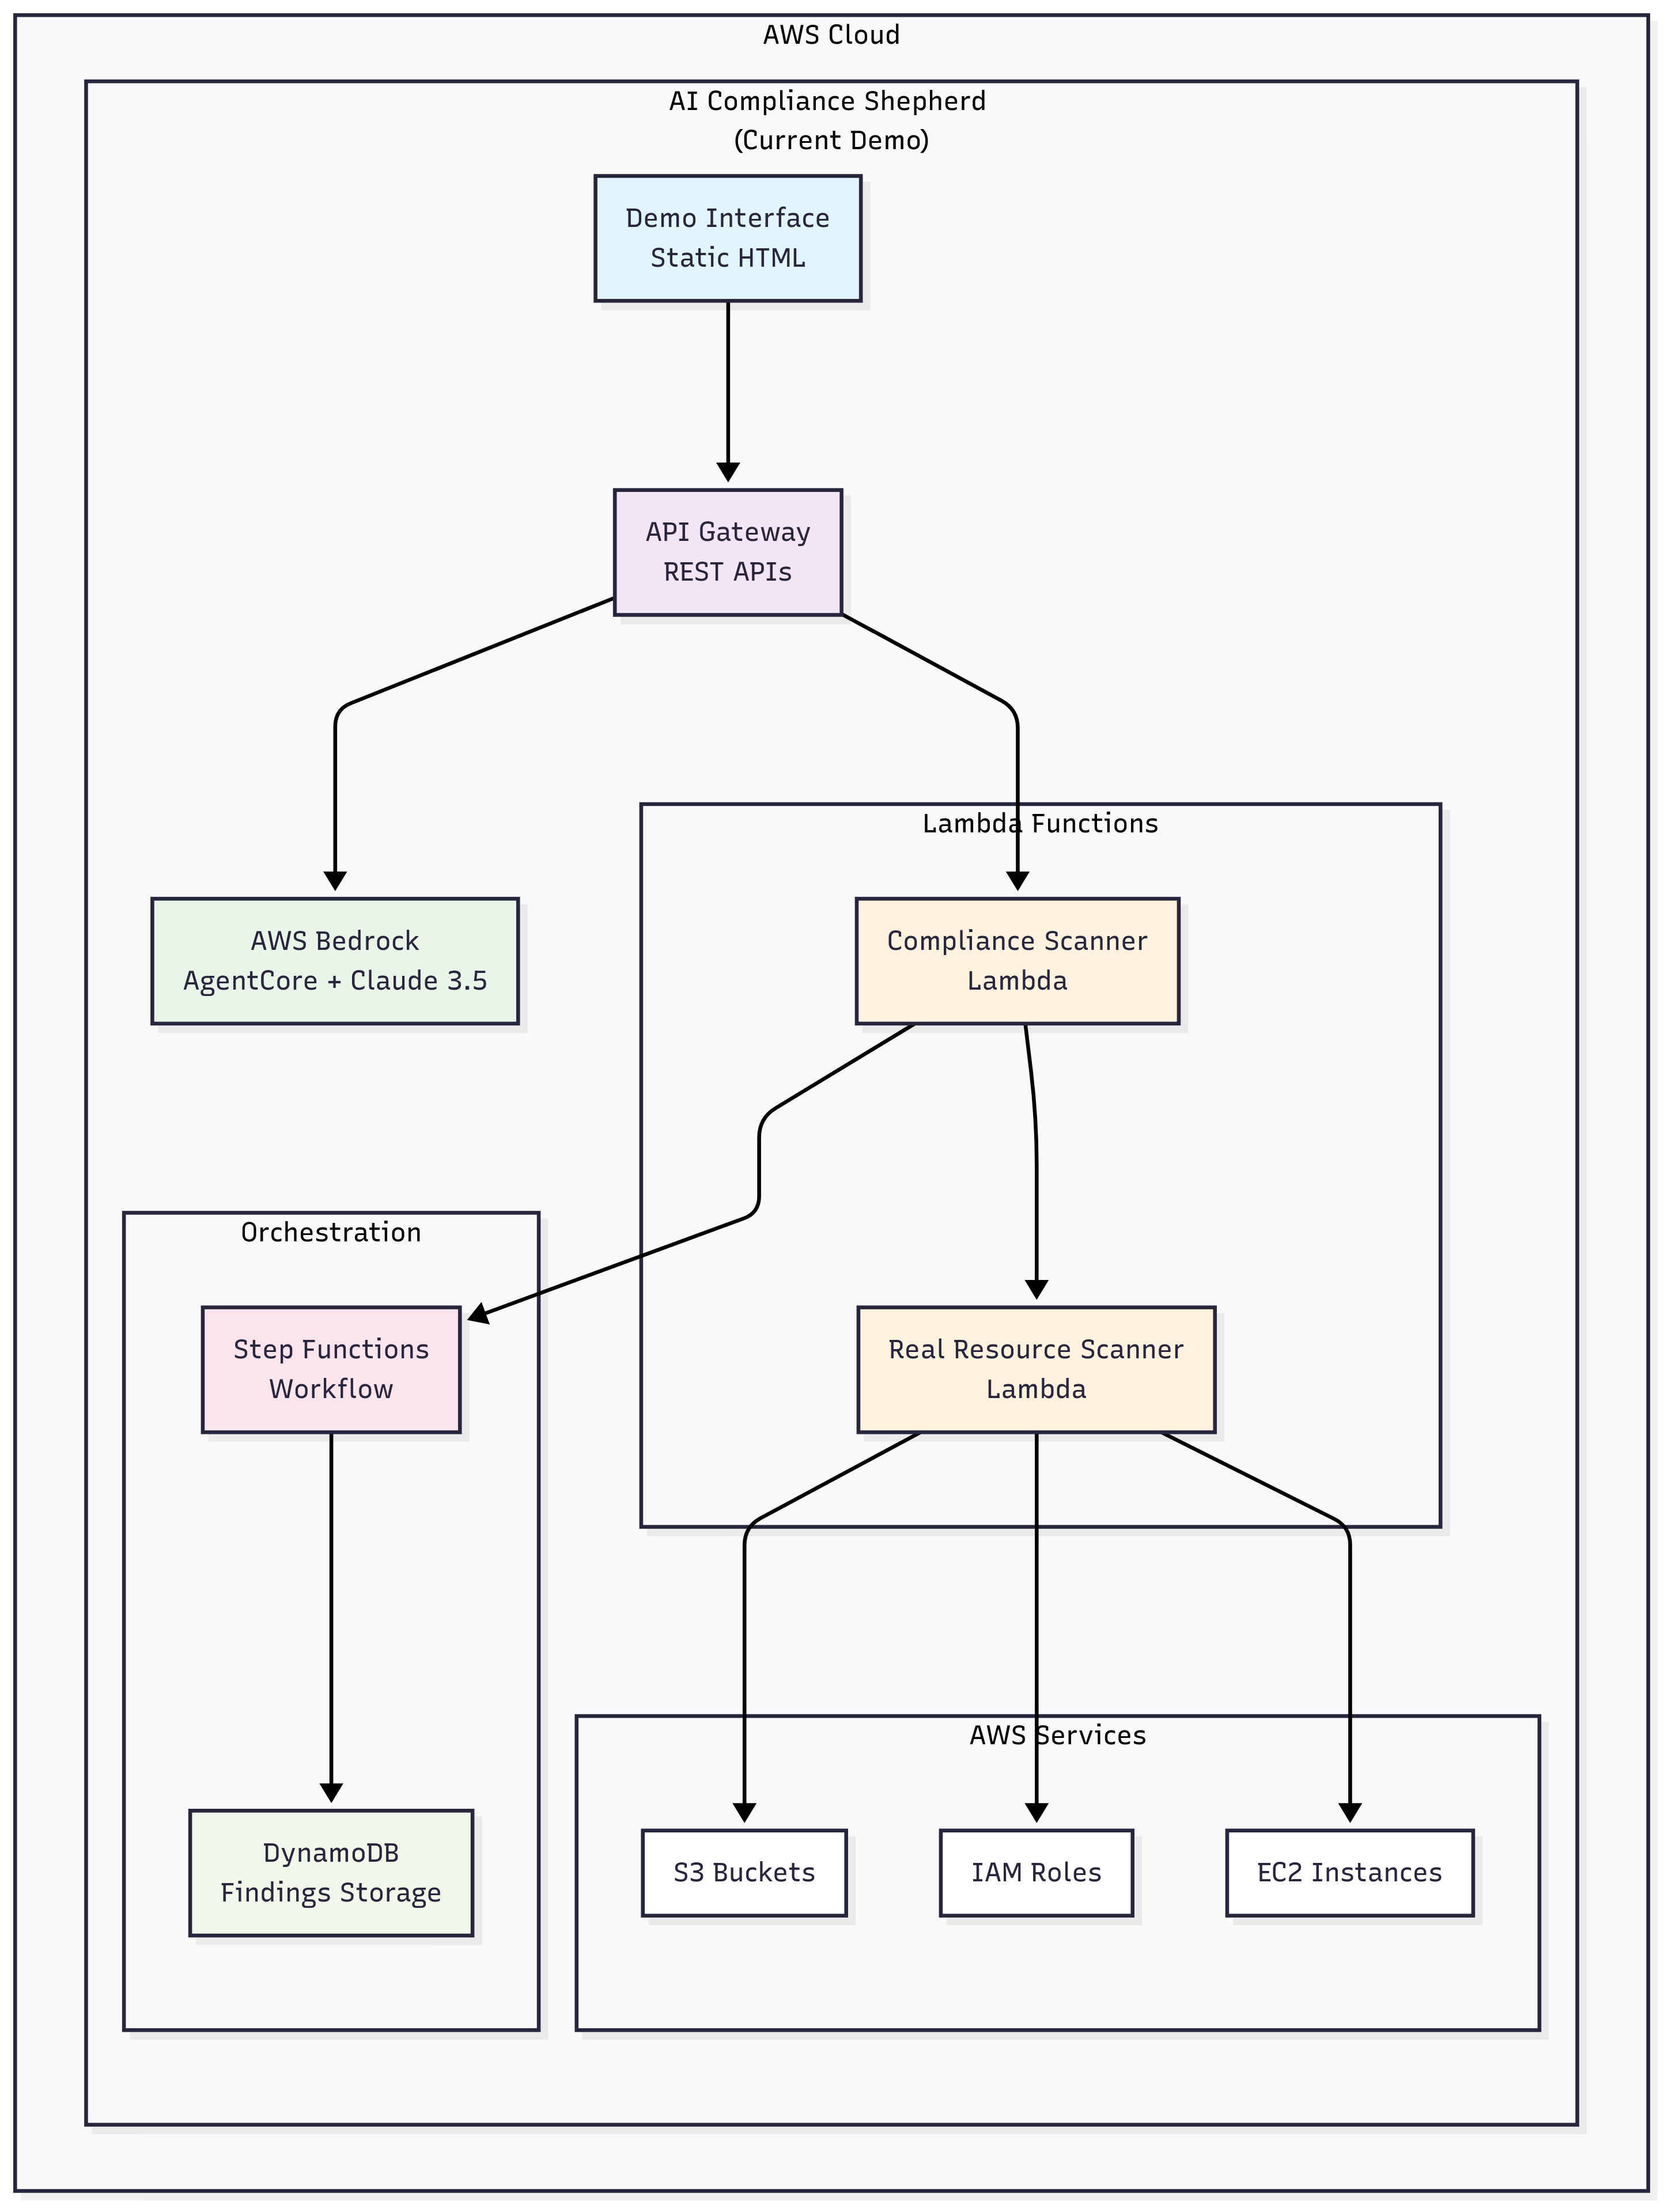 AWS Cloud
AI Compliance Shepherd
(Current Demo)
Demo Interface
Static HTML
API Gateway
REST APIs
Lambda Functions
AWS Bedrock
AgentCore + Claude 3.5
Compliance Scanner
Lambda
Orchestration
Step Functions
Workflow
Real Resource Scanner
Lambda
AWS Services
DynamoDB
Findings Storage
S3 Buckets
IAM Roles
EC2 Instances